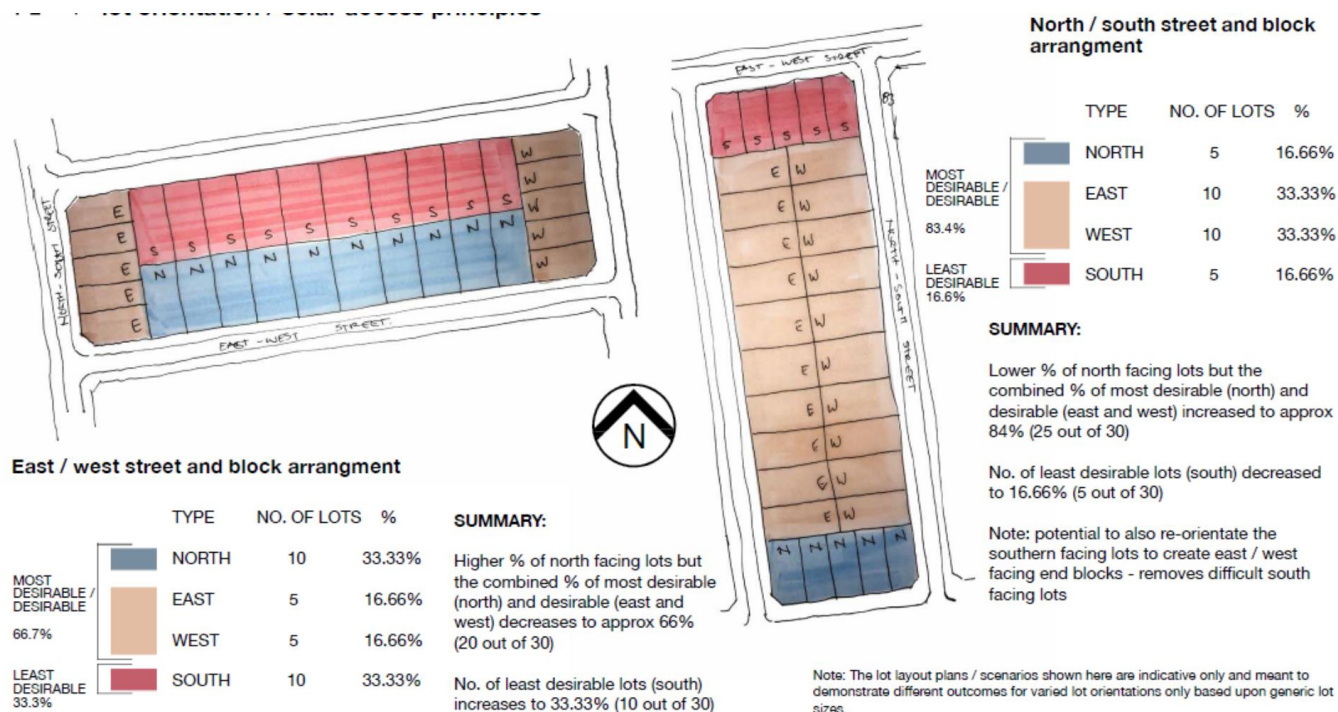 lot orientation / solar access principles
North / south street and block
arrangment
TYPE NO. OF LOTS %
NORTH 5 16.66%
EAST 10 33.33%
WEST 10 33.33%
SOUTH 5 16.66%
MOST
DESIRABLE /
DESIRABLE
83.4%
LEAST
DESIRABLE
16.6%
SUMMARY:
Lower % of north facing lots but the
combined % of most desirable (north) and
desirable (east and west) increased to approx
84% (25 out of 30)
No. of least desirable lots (south) decreased
to 16.66% (5 out of 30)
Note: potential to also re-orientate the
southern facing lots to create east / west
facing end blocks - removes difficult south
facing lots
EAST - WEST STREET
83
S S S S S
E W
E W
E W
E W
E W
E W
E W
E W
E W
E W
N N N N N
NORTH - SOUTH STREET
NORTH - SOUTH STREET
E
E
E
E
E
S S S S S S S S S S
N N N N N N N N N N
W
W
W
W
W
EAST - WEST STREET
N
East / west street and block arrangment
TYPE NO. OF LOTS %
NORTH 10 33.33%
EAST 5 16.66%
WEST 5 16.66%
SOUTH 10 33.33%
MOST
DESIRABLE /
DESIRABLE
66.7%
LEAST
DESIRABLE
33.3%
SUMMARY:
Higher % of north facing lots but
the combined % of most desirable
(north) and desirable (east and
west) decreases to approx 66%
(20 out of 30)
No. of least desirable lots (south)
increases to 33.33% (10 out of 30)
Note: The lot layout plans / scenarios shown here are indicative only and meant to
demonstrate different outcomes for varied lot orientations only based upon generic lot
sizes